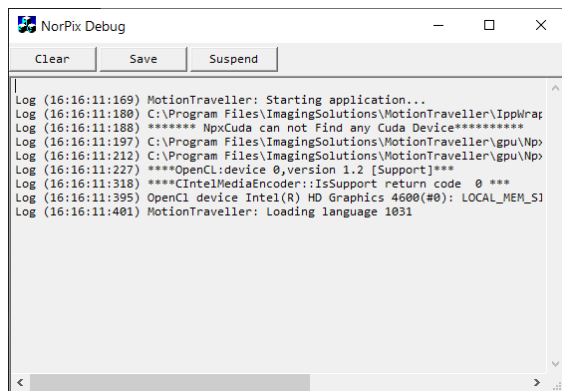 NorPix Debug
Clear Save Suspend
Log (16:16:11:169) MotionTraveller: Starting application...
Log (16:16:11:180) C:\Program Files\ImagingSolutions\MotionTraveller\IppWrap
Log (16:16:11:188) ******* NpxCuda can not Find any Cuda Device**********
Log (16:16:11:197) C:\Program Files\ImagingSolutions\MotionTraveller\gpu\Npx
Log (16:16:11:212) C:\Program Files\ImagingSolutions\MotionTraveller\gpu\Npx
Log (16:16:11:227) ****OpenCL:device 0,version 1.2 [Support]***
Log (16:16:11:318) ****CIntelMediaEncoder::IsSupport return code  0 ***
Log (16:16:11:395) OpenCl device Intel(R) HD Graphics 4600(#0): LOCAL_MEM_SI
Log (16:16:11:401) MotionTraveller: Loading language 1031